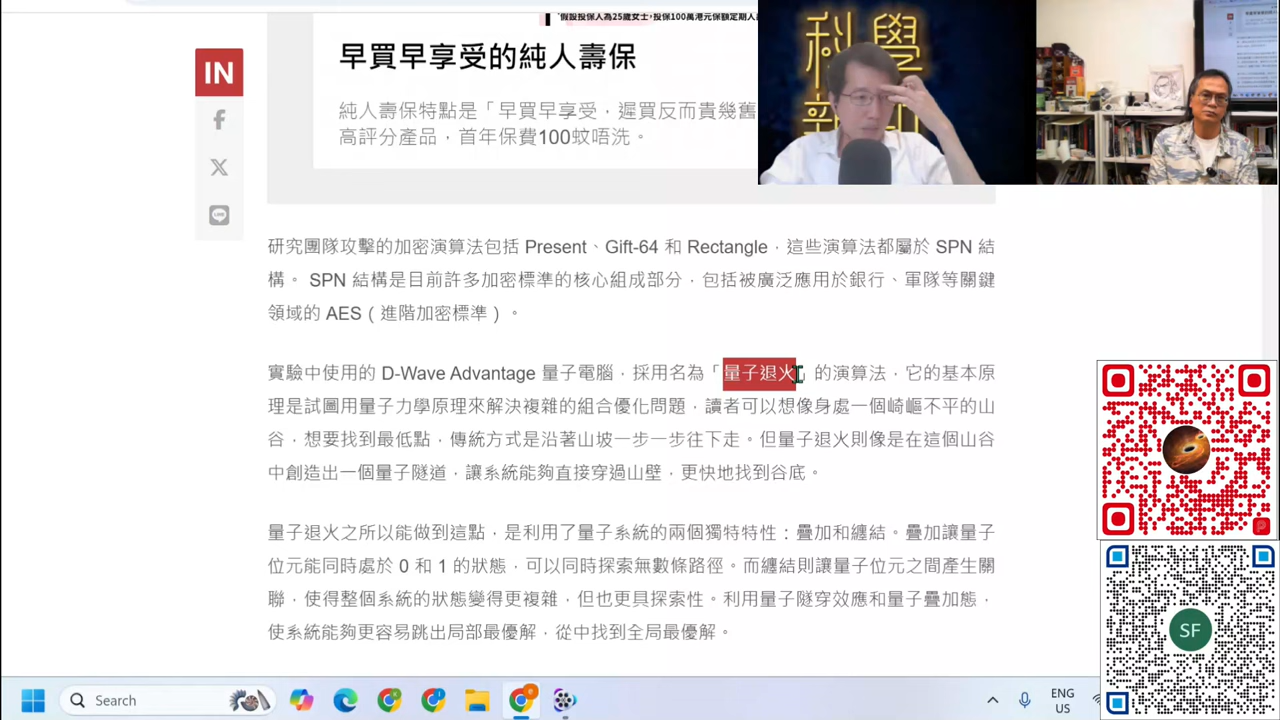 *假設投保人為25歲女士，投保100萬港元保額定期人
早買早享受的純人壽保
純人壽保特點是「早買早享受，遲買反而貴幾舊
高評分產品，首年保費100蚊唔洗。
IN
科學
研究團隊攻擊的加密演算法包括 Present、Gift-64 和 Rectangle，這些演算法都屬於 SPN 結
構。 SPN 結構是目前許多加密標準的核心組成部分，包括被廣泛應用於銀行、軍隊等關鍵
領域的 AES（進階加密標準）。
實驗中使用的 D-Wave Advantage 量子電腦，採用名為「量子退火」的演算法，它的基本原
理是試圖用量子力學原理來解決複雜的組合優化問題，讀者可以想像身處一個崎嶇不平的山
谷，想要找到最低點，傳統方式是沿著山坡一步一步往下走。但量子退火則像是在這個山谷
中創造出一個量子隧道，讓系統能夠直接穿過山壁，更快地找到谷底。
量子退火之所以能做到這點，是利用了量子系統的兩個獨特特性：疊加和纏結。疊加讓量子
位元能同時處於 0 和 1 的狀態，可以同時探索無數條路徑。而纏結則讓量子位元之間產生關
聯，使得整個系統的狀態變得更複雜，但也更具探索性。利用量子隧穿效應和量子疊加態，
使系統能夠更容易跳出局部最優解，從中找到全局最優解。
SF
Search
ENG
US